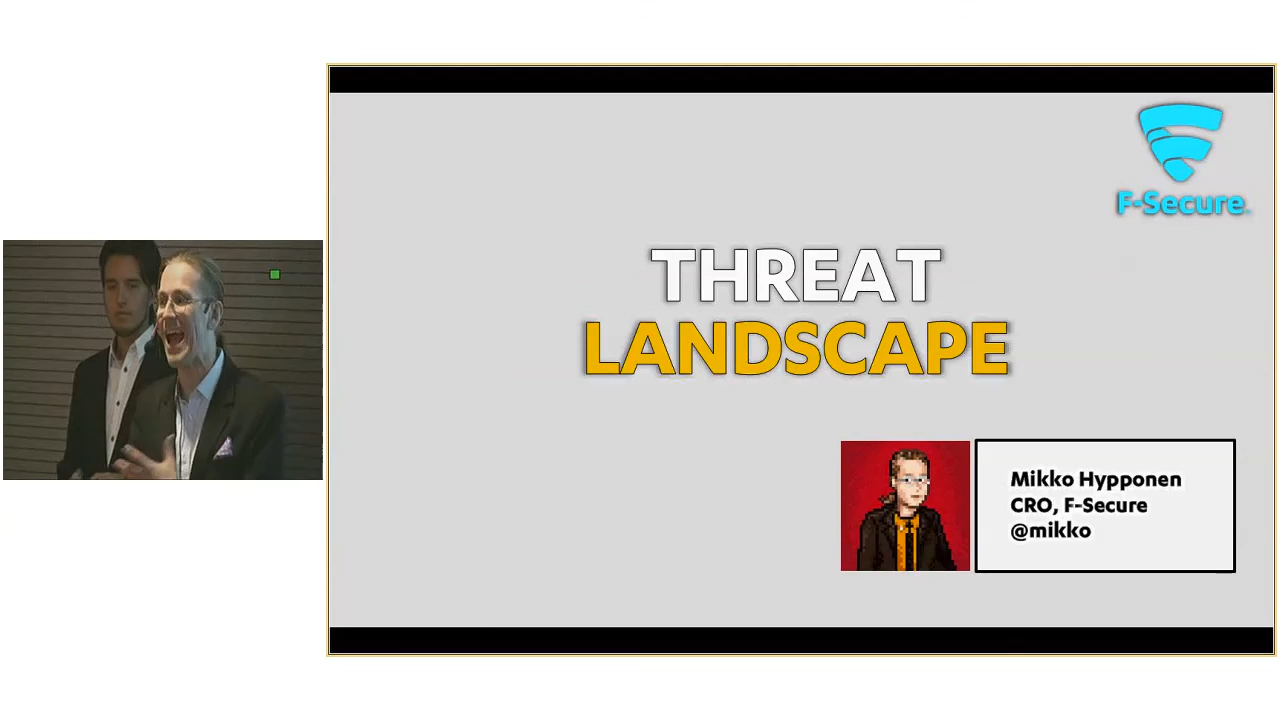 F-Secure
THREAT
LANDSCAPE
Mikko Hypponen
CRO, F-Secure
@mikko